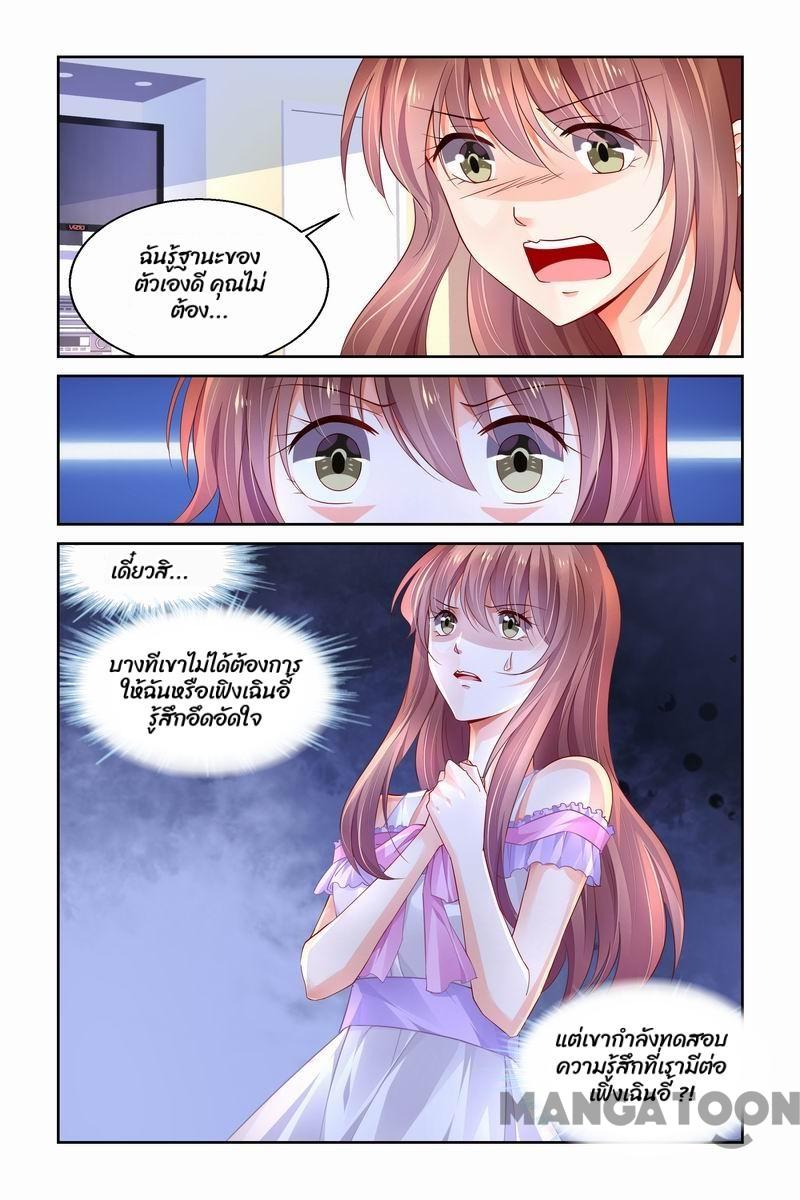 VIZIO
ฉันรู้ฐานะของ
ตัวเองดี คุณไม่
ต้อง...
เดี๋ยวสิ...
บางทีเขาไม่ได้ต้องการ
ให้ฉันหรือเฟิงเฉินอี้
รู้สึกอึดอัดใจ
แต่เขากำลังทดสอบ
ความรู้สึกที่เรามีต่อ
เฟิงเฉินอี้ ?!
MANGATOON